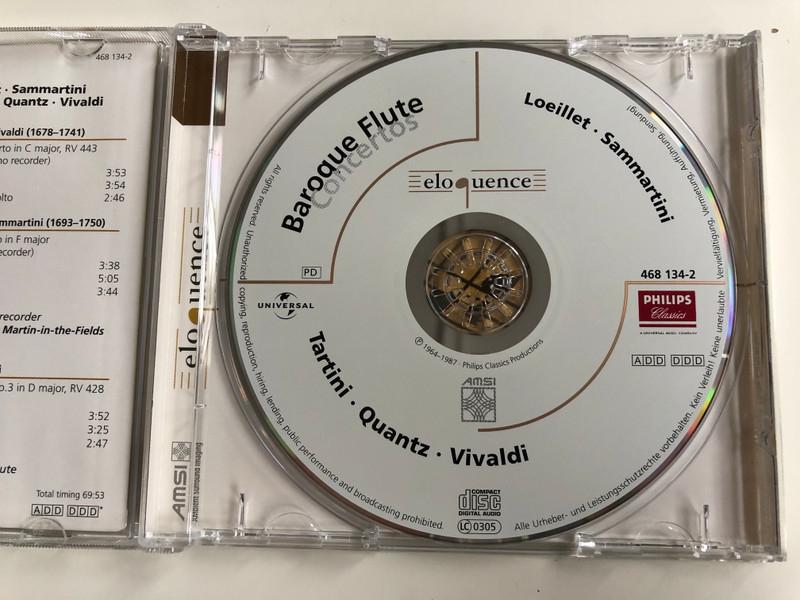 468 134-2
· Sammartini
Quantz · Vivaldi
ivaldi (1678–1741)
rto in C major, RV 443
no recorder)
3:53
3:54
olto 2:46
mmartini (1693–1750)
o in F major
ecorder)
3:38
5:05
3:44
recorder
Martin-in-the-Fields
o.3 in D major, RV 428
3:52
3:25
2:47
ute
Total timing 69:53
ADD DDD*
eloquence
AMSI
AMBIENT SURROUND IMAGING
Baroque Flute
Concertos
Loeillet · Sammartini
eloquence
PD
468 134-2
UNIVERSAL
PHILIPS
Classics
A UNIVERSAL MUSIC COMPANY
ADD DDD
℗ 1964–1987 · Philips Classics Productions
AMSI
Tartini · Quantz · Vivaldi
COMPACT
disc
DIGITAL AUDIO
LC 0305
All rights reserved. Unauthorized copying, reproduction, hiring, lending, public performance and broadcasting prohibited.
Alle Urheber- und Leistungsschutzrechte vorbehalten. Kein Verleih! Keine unerlaubte Vervielfältigung, Vermietung, Aufführung, Sendung!